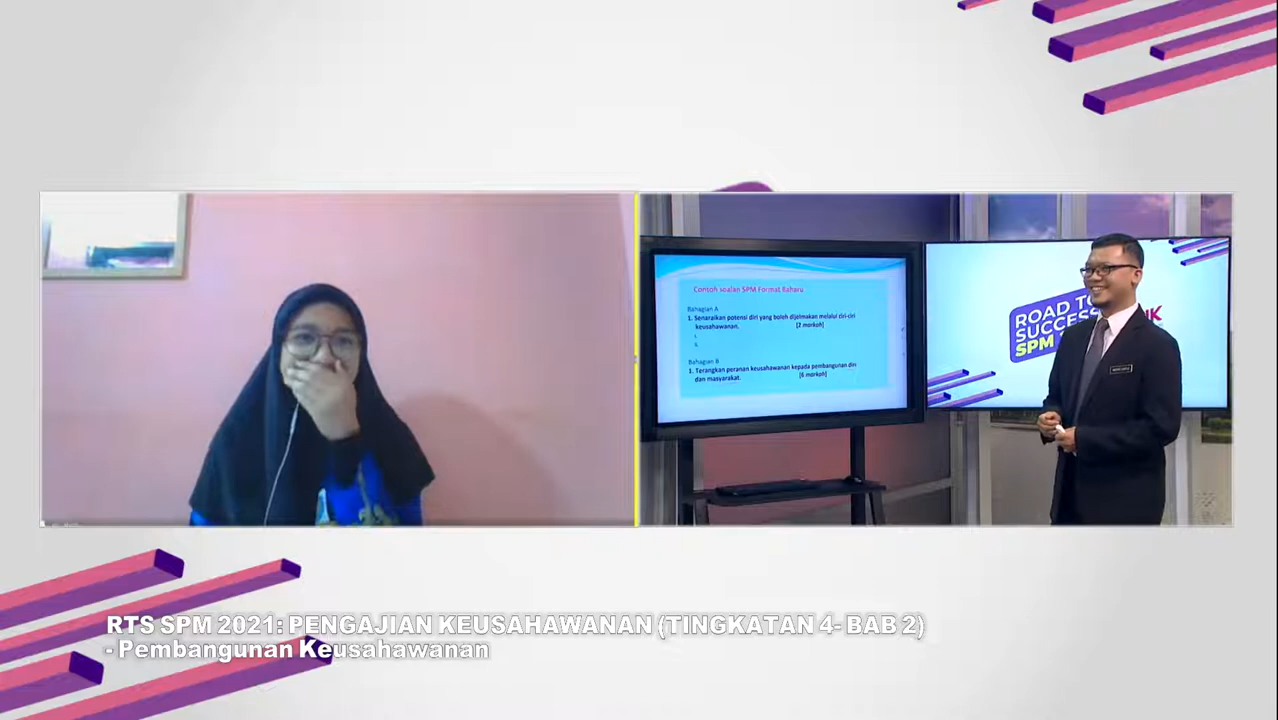 Contoh soalan SPM Format Baharu
Bahagian A
1. Senaraikan potensi diri yang boleh dijelmakan melalui ciri-ciri
keusahawanan. [2 markah]
i.
ii.
Bahagian B
1. Terangkan peranan keusahawanan kepada pembangunan diri
dan masyarakat. [6 markah]
ROAD TO
SUCCESS
SPM
RTS SPM 2021: PENGAJIAN KEUSAHAWANAN (TINGKATAN 4- BAB 2)
- Pembangunan Keusahawanan